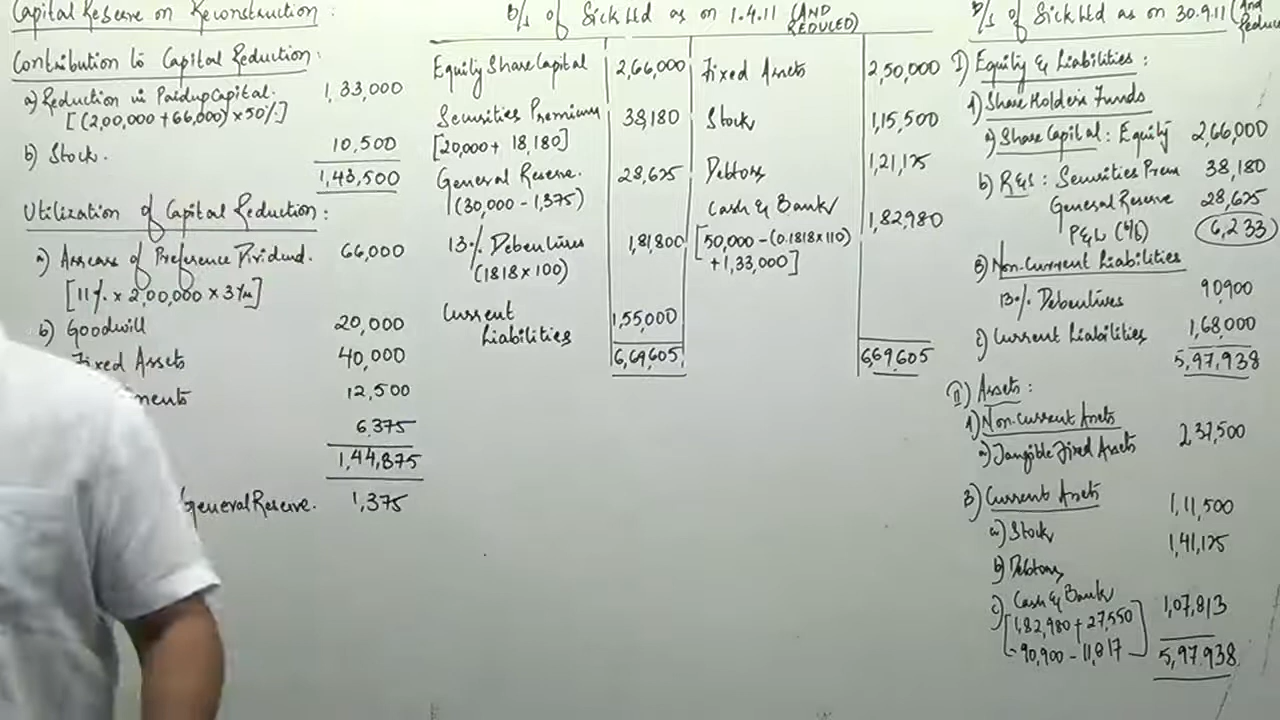 Capital Reserve on Reconstruction:
Contribution to Capital Reduction:
a) Reduction in Paidup Capital. 1,33,000
[(2,00,000 + 66,000) x 50%]
b) Stock. 10,500
1,43,500
Utilization of Capital Reduction:
a) Arrears of Preference Dividend. 66,000
[11% x 2,00,000 x 3 yrs]
b) Goodwill 20,000
Fixed Assets 40,000
ments 12,500
6,375
1,44,875
General Reserve. 1,375
B/S of Sick Ltd as on 1.4.11 (AND REDUCED)
Equity Share Capital 2,66,000 Fixed Assets 2,50,000
Securities Premium 38,180 Stock 1,15,500
[20,000 + 18,180]
General Reserve. 28,625 Debtors 1,21,125
(30,000 - 1,375)
Cash & Bank 1,82,980
13% Debentures 1,81,800 [50,000 - (0.1818 x 110)
(1818 x 100) + 1,33,000]
Current
Liabilities 1,55,000
6,69,605 6,69,605
B/S of Sick Ltd as on 30.9.11 (And Reduced
I) Equity & Liabilities:
A) Share Holders Funds
a) Share Capital: Equity 2,66,000
b) R&S: Securities Prem 38,180
General Reserve 28,625
P&L (b/f) 6,233
B) Non-Current Liabilities
13% Debentures 90,900
C) Current Liabilities 1,68,000
5,97,938
II) Assets:
A) Non-Current Assets
a) Tangible Fixed Assets 2,37,500
B) Current Assets
a) Stock 1,11,500
b) Debtors 1,41,125
c) Cash & Bank 1,07,813
[1,82,980 + 27,550
- 90,900 - 11,817]
5,97,938